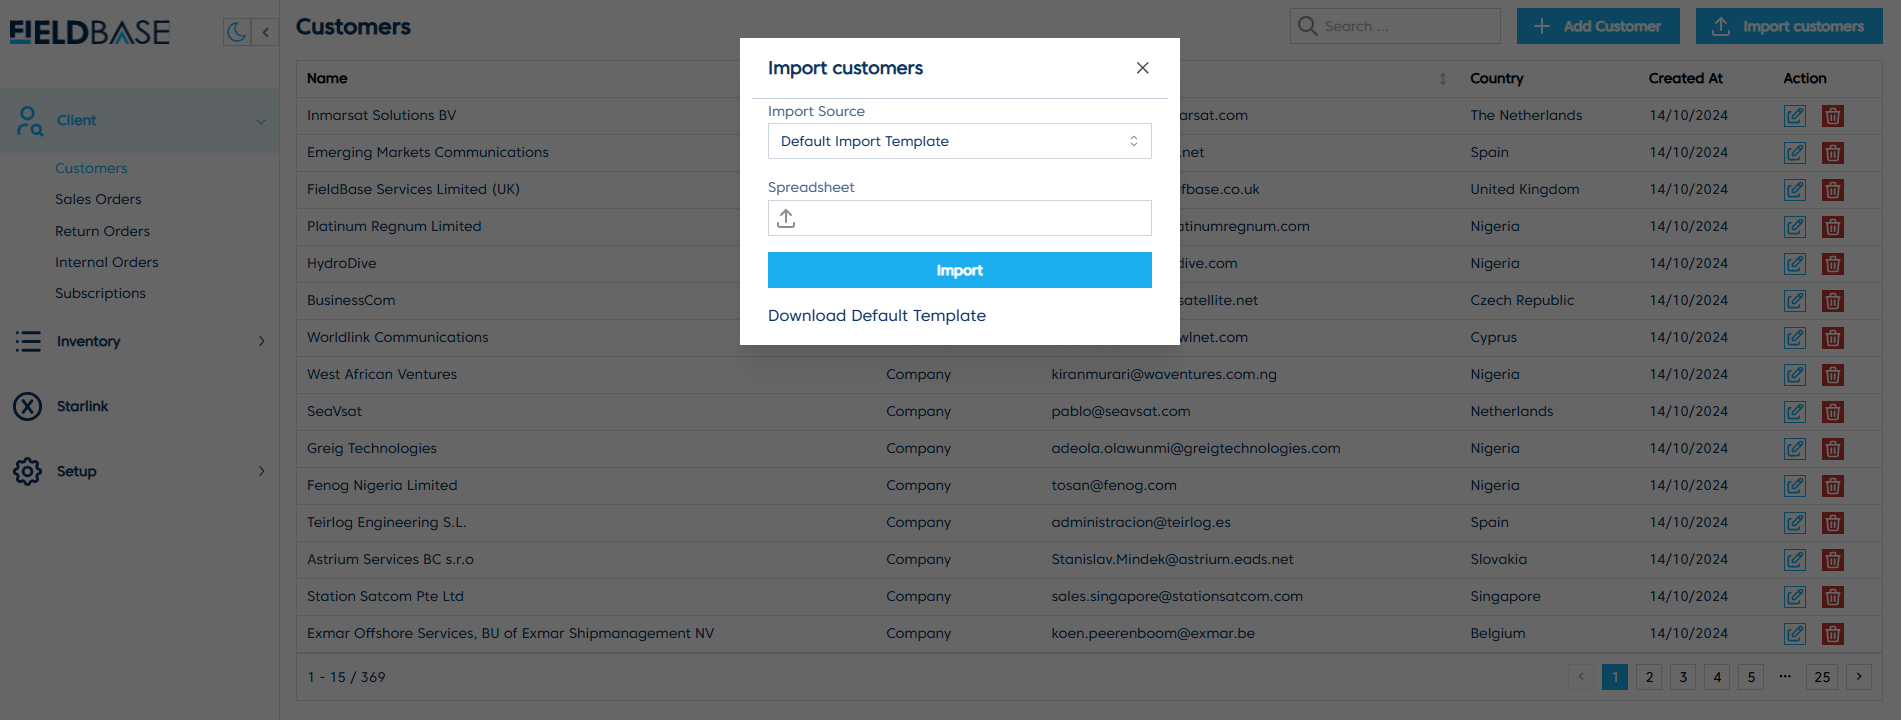 FIELDBASE
Customers
Search ...
Add Customer
Import customers
Import customers
Import Source
Default Import Template
Spreadsheet
Import
Download Default Template
Client
Customers
Sales Orders
Return Orders
Internal Orders
Subscriptions
Inventory
Starlink
Setup
Name Country Created At Action
Inmarsat Solutions BV arsat.com The Netherlands 14/10/2024
Emerging Markets Communications .net Spain 14/10/2024
FieldBase Services Limited (UK) fbase.co.uk United Kingdom 14/10/2024
Platinum Regnum Limited atinumregnum.com Nigeria 14/10/2024
HydroDive dive.com Nigeria 14/10/2024
BusinessCom satellite.net Czech Republic 14/10/2024
Worldlink Communications wlnet.com Cyprus 14/10/2024
West African Ventures Company kiranmurari@waventures.com.ng Nigeria 14/10/2024
SeaVsat Company pablo@seavsat.com Netherlands 14/10/2024
Greig Technologies Company adeola.olawunmi@greigtechnologies.com Nigeria 14/10/2024
Fenog Nigeria Limited Company tosan@fenog.com Nigeria 14/10/2024
Teirlog Engineering S.L. Company administracion@teirlog.es Spain 14/10/2024
Astrium Services BC s.r.o Company Stanislav.Mindek@astrium.eads.net Slovakia 14/10/2024
Station Satcom Pte Ltd Company sales.singapore@stationsatcom.com Singapore 14/10/2024
Exmar Offshore Services, BU of Exmar Shipmanagement NV Company koen.peerenboom@exmar.be Belgium 14/10/2024
1 - 15 / 369
1 2 3 4 5 ••• 25